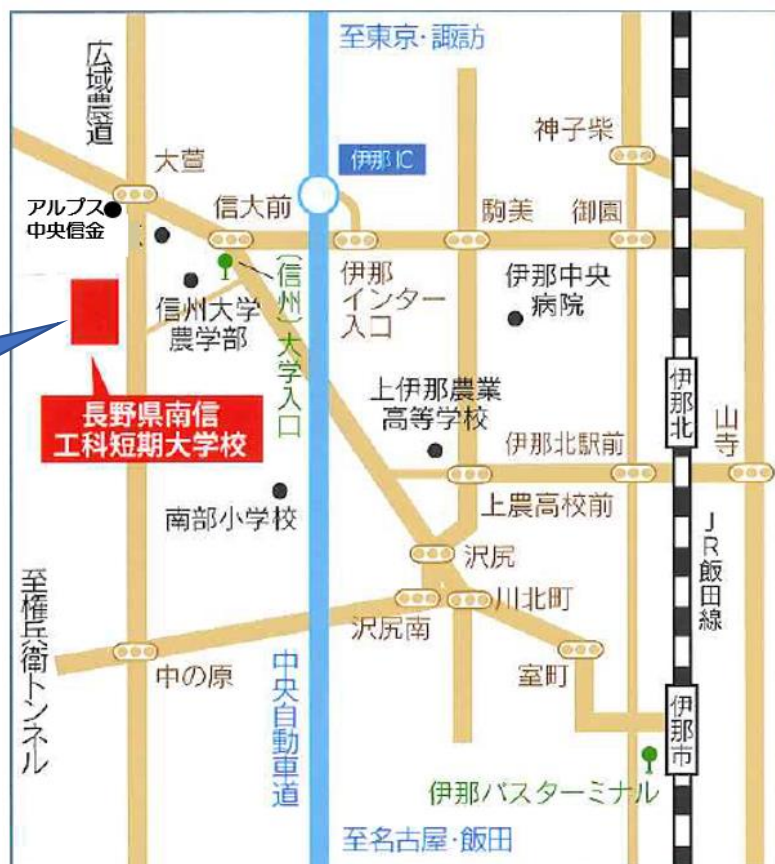 至東京・諏訪
広域農道
神子柴
伊那IC
大萱
アルプス
中央信金
信大前
駒美
御園
伊那
インター
入口
伊那中央
病院
信州大学
農学部
(信州)大学入口
長野県南信
工科短期大学校
上伊那農業
高等学校
伊那北
山寺
伊那北駅前
上農高校前
南部小学校
JR飯田線
沢尻
至権兵衛トンネル
川北町
沢尻南
中の原
室町
中央自動車道
伊那市
伊那バスターミナル
至名古屋・飯田